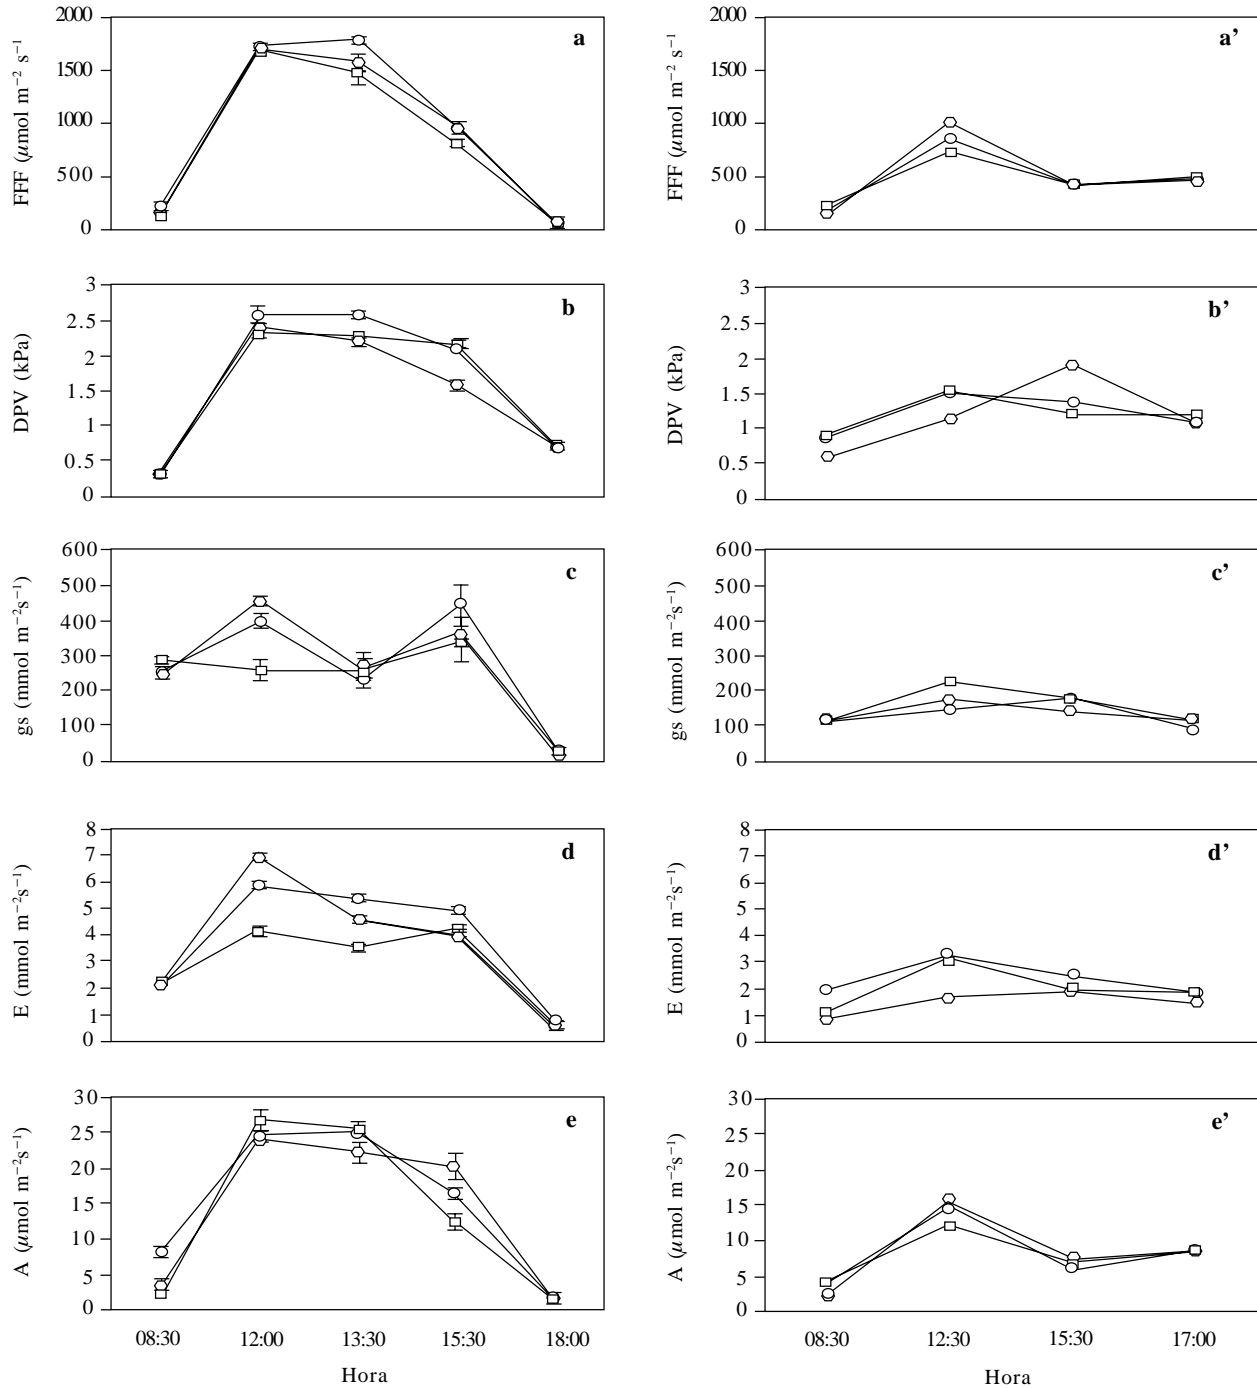 2000
1500
1000
500
0
FFF (µmol m⁻² s⁻¹)
a
2000
1500
1000
500
0
FFF (µmol m⁻² s⁻¹)
a’
3
2.5
2
1.5
1
0.5
0
DPV (kPa)
b
3
2.5
2
1.5
1
0.5
0
DPV (kPa)
b’
600
500
400
300
200
100
0
gs (mmol m⁻²s⁻¹)
c
600
500
400
300
200
100
0
gs (mmol m⁻²s⁻¹)
c’
8
7
6
5
4
3
2
1
0
E (mmol m⁻²s⁻¹)
d
8
7
6
5
4
3
2
1
0
E (mmol m⁻²s⁻¹)
d’
30
25
20
15
10
5
0
A (µmol m⁻²s⁻¹)
e
08:30 12:00 13:30 15:30 18:00
Hora
30
25
20
15
10
5
0
A (µmol m⁻²s⁻¹)
e’
08:30 12:30 15:30 17:00
Hora